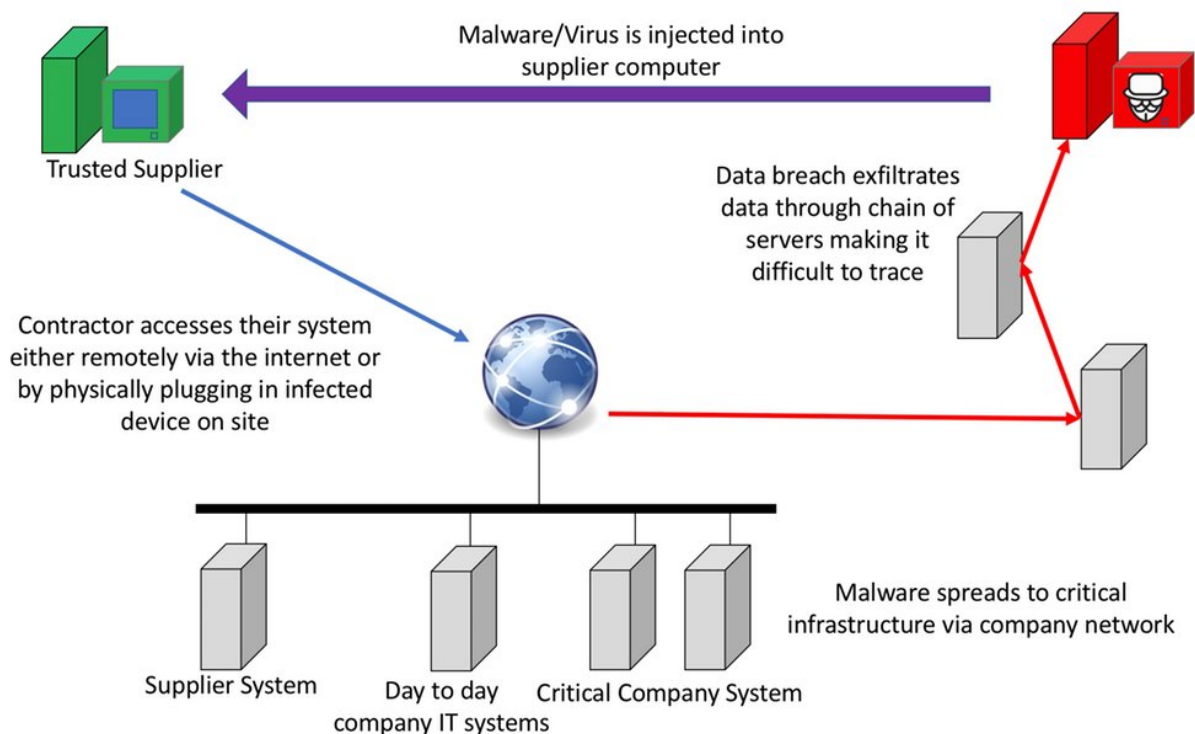 Malware/Virus is injected into
supplier computer
Trusted Supplier
Data breach exfiltrates
data through chain of
servers making it
difficult to trace
Contractor accesses their system
either remotely via the internet or
by physically plugging in infected
device on site
Malware spreads to critical
infrastructure via company network
Supplier System
Day to day
company IT systems
Critical Company System